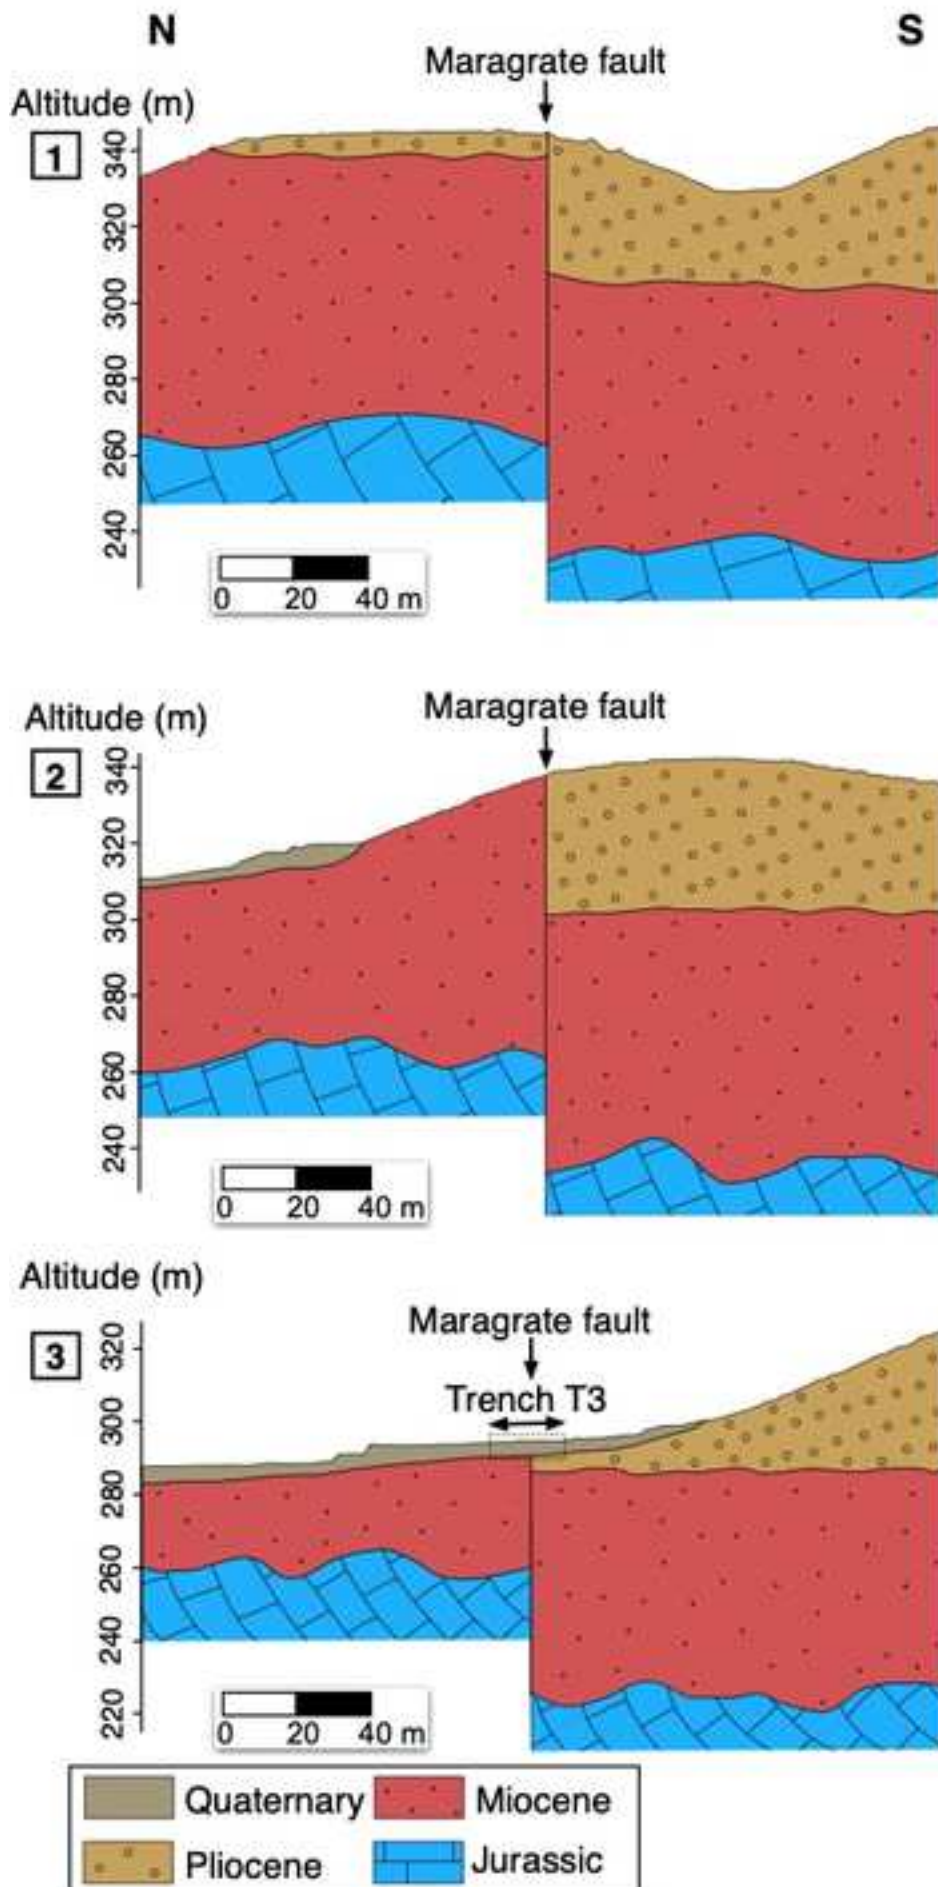 N S
Maragrate fault
Altitude (m)
1
340
320
300
280
260
240
0 20 40 m
Maragrate fault
Altitude (m)
2
340
320
300
280
260
240
0 20 40 m
Altitude (m)
Maragrate fault
3
Trench T3
320
300
280
260
240
220
0 20 40 m
Quaternary Miocene
Pliocene Jurassic